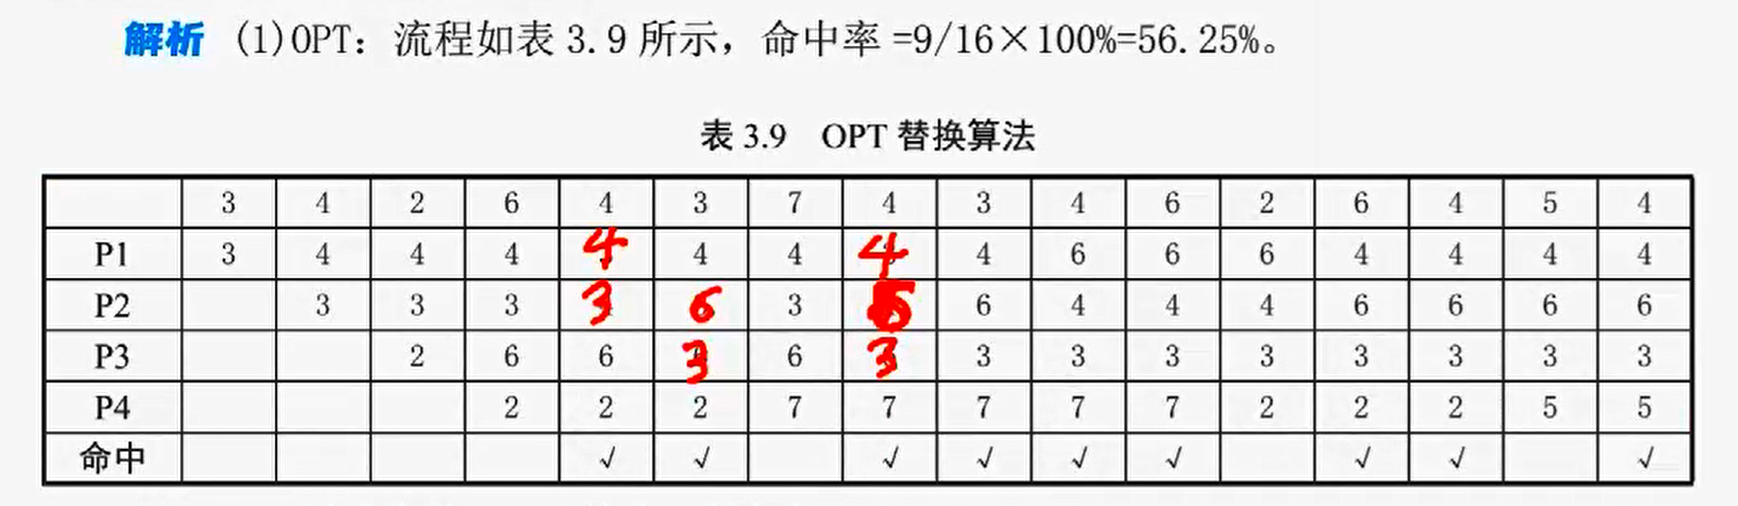 解析 (1)OPT：流程如表 3.9 所示，命中率 =9/16×100%=56.25%。
表 3.9 OPT 替换算法
3 4 2 6 4 3 7 4 3 4 6 2 6 4 5 4
P1 3 4 4 4 4 4 4 4 4 6 6 6 4 4 4 4
P2 3 3 3 3 6 3 6 4 4 4 6 6 6 6
P3 2 6 6 3 6 3 3 3 3 3 3 3 3 3
P4 2 2 2 7 7 7 7 7 2 2 2 5 5
命中 √ √ √ √ √ √ √ √ √